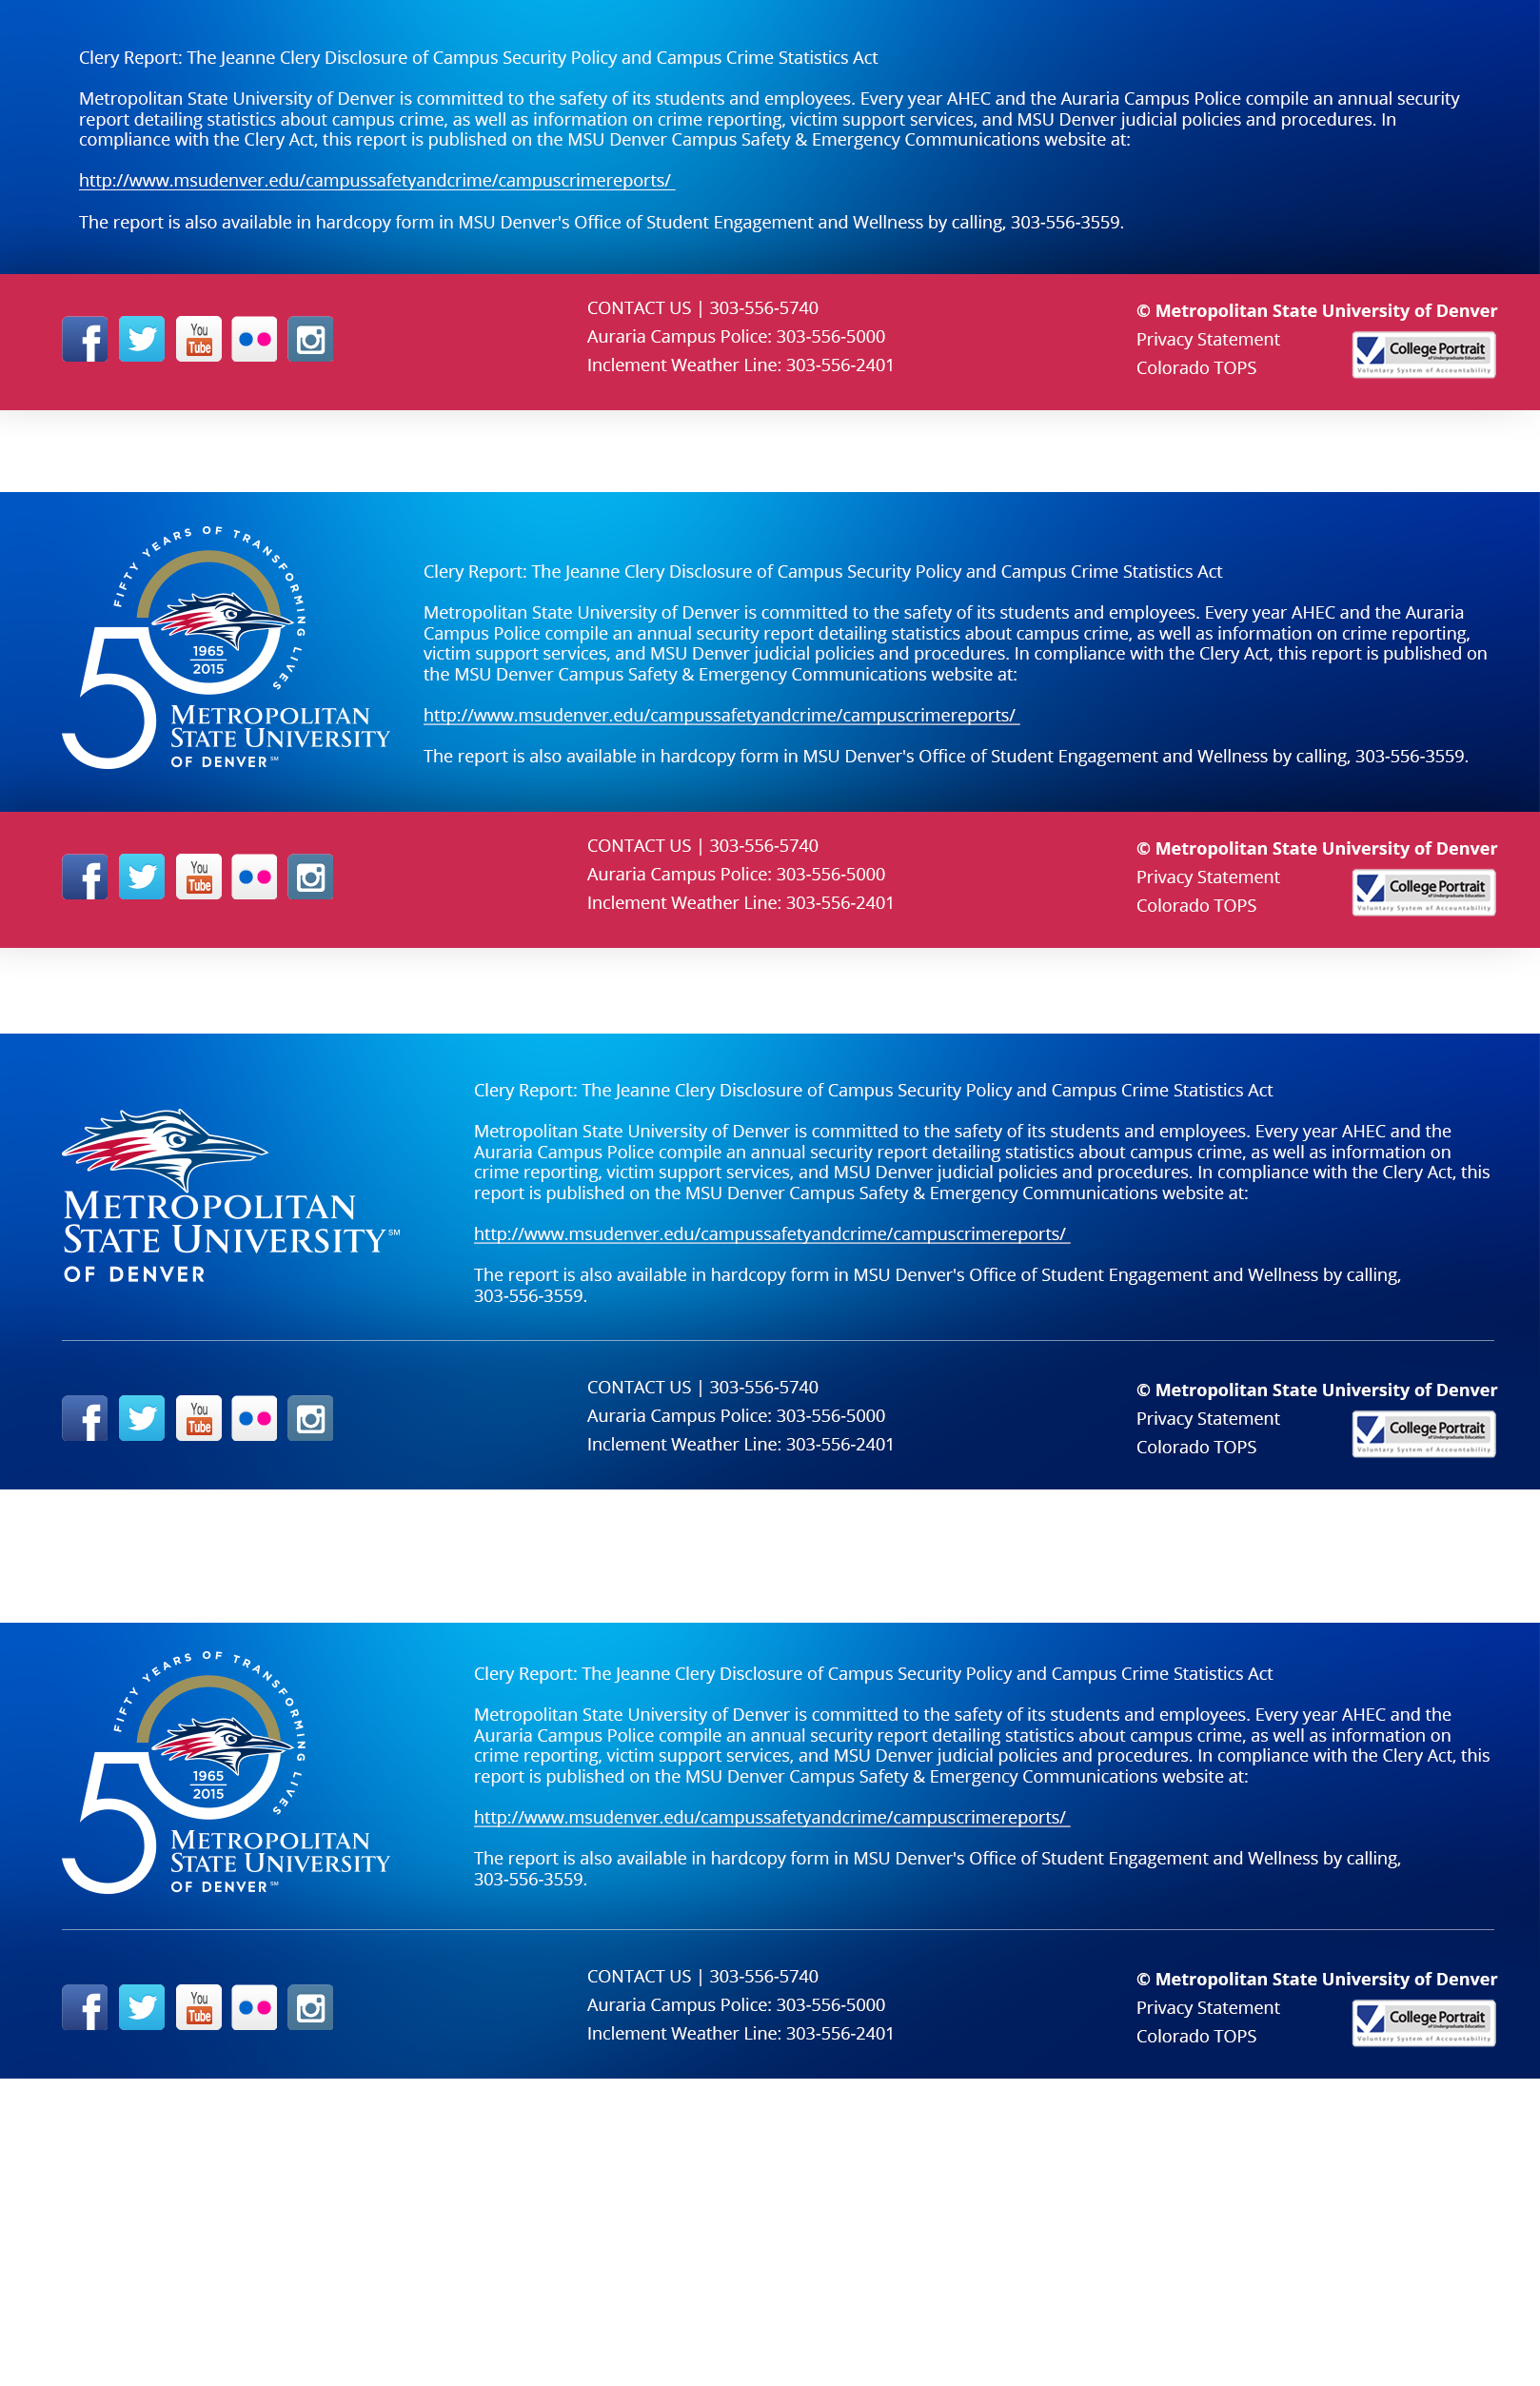 Clery Report: The Jeanne Clery Disclosure of Campus Security Policy and Campus Crime Statistics Act
Metropolitan State University of Denver is committed to the safety of its students and employees. Every year AHEC and the Auraria Campus Police compile an annual security
report detailing statistics about campus crime, as well as information on crime reporting, victim support services, and MSU Denver judicial policies and procedures. In
compliance with the Clery Act, this report is published on the MSU Denver Campus Safety & Emergency Communications website at:
http://www.msudenver.edu/campussafetyandcrime/campuscrimereports/
The report is also available in hardcopy form in MSU Denver's Office of Student Engagement and Wellness by calling, 303-556-3559.
f
You
Tube
CONTACT US | 303-556-5740
Auraria Campus Police: 303-556-5000
Inclement Weather Line: 303-556-2401
© Metropolitan State University of Denver
Privacy Statement
Colorado TOPS
College Portrait
of Undergraduate Education
Voluntary System of Accountability
FIFTY YEARS OF TRANSFORMING LIVES
50
1965
2015
METROPOLITAN
STATE UNIVERSITY
OF DENVER SM
Clery Report: The Jeanne Clery Disclosure of Campus Security Policy and Campus Crime Statistics Act
Metropolitan State University of Denver is committed to the safety of its students and employees. Every year AHEC and the Auraria
Campus Police compile an annual security report detailing statistics about campus crime, as well as information on crime reporting,
victim support services, and MSU Denver judicial policies and procedures. In compliance with the Clery Act, this report is published on
the MSU Denver Campus Safety & Emergency Communications website at:
http://www.msudenver.edu/campussafetyandcrime/campuscrimereports/
The report is also available in hardcopy form in MSU Denver's Office of Student Engagement and Wellness by calling, 303-556-3559.
f
You
Tube
CONTACT US | 303-556-5740
Auraria Campus Police: 303-556-5000
Inclement Weather Line: 303-556-2401
© Metropolitan State University of Denver
Privacy Statement
Colorado TOPS
College Portrait
of Undergraduate Education
Voluntary System of Accountability
METROPOLITAN
STATE UNIVERSITY SM
OF DENVER
Clery Report: The Jeanne Clery Disclosure of Campus Security Policy and Campus Crime Statistics Act
Metropolitan State University of Denver is committed to the safety of its students and employees. Every year AHEC and the
Auraria Campus Police compile an annual security report detailing statistics about campus crime, as well as information on
crime reporting, victim support services, and MSU Denver judicial policies and procedures. In compliance with the Clery Act, this
report is published on the MSU Denver Campus Safety & Emergency Communications website at:
http://www.msudenver.edu/campussafetyandcrime/campuscrimereports/
The report is also available in hardcopy form in MSU Denver's Office of Student Engagement and Wellness by calling,
303-556-3559.
f
You
Tube
CONTACT US | 303-556-5740
Auraria Campus Police: 303-556-5000
Inclement Weather Line: 303-556-2401
© Metropolitan State University of Denver
Privacy Statement
Colorado TOPS
College Portrait
of Undergraduate Education
Voluntary System of Accountability
FIFTY YEARS OF TRANSFORMING LIVES
50
1965
2015
METROPOLITAN
STATE UNIVERSITY
OF DENVER SM
Clery Report: The Jeanne Clery Disclosure of Campus Security Policy and Campus Crime Statistics Act
Metropolitan State University of Denver is committed to the safety of its students and employees. Every year AHEC and the
Auraria Campus Police compile an annual security report detailing statistics about campus crime, as well as information on
crime reporting, victim support services, and MSU Denver judicial policies and procedures. In compliance with the Clery Act, this
report is published on the MSU Denver Campus Safety & Emergency Communications website at:
http://www.msudenver.edu/campussafetyandcrime/campuscrimereports/
The report is also available in hardcopy form in MSU Denver's Office of Student Engagement and Wellness by calling,
303-556-3559.
f
You
Tube
CONTACT US | 303-556-5740
Auraria Campus Police: 303-556-5000
Inclement Weather Line: 303-556-2401
© Metropolitan State University of Denver
Privacy Statement
Colorado TOPS
College Portrait
of Undergraduate Education
Voluntary System of Accountability